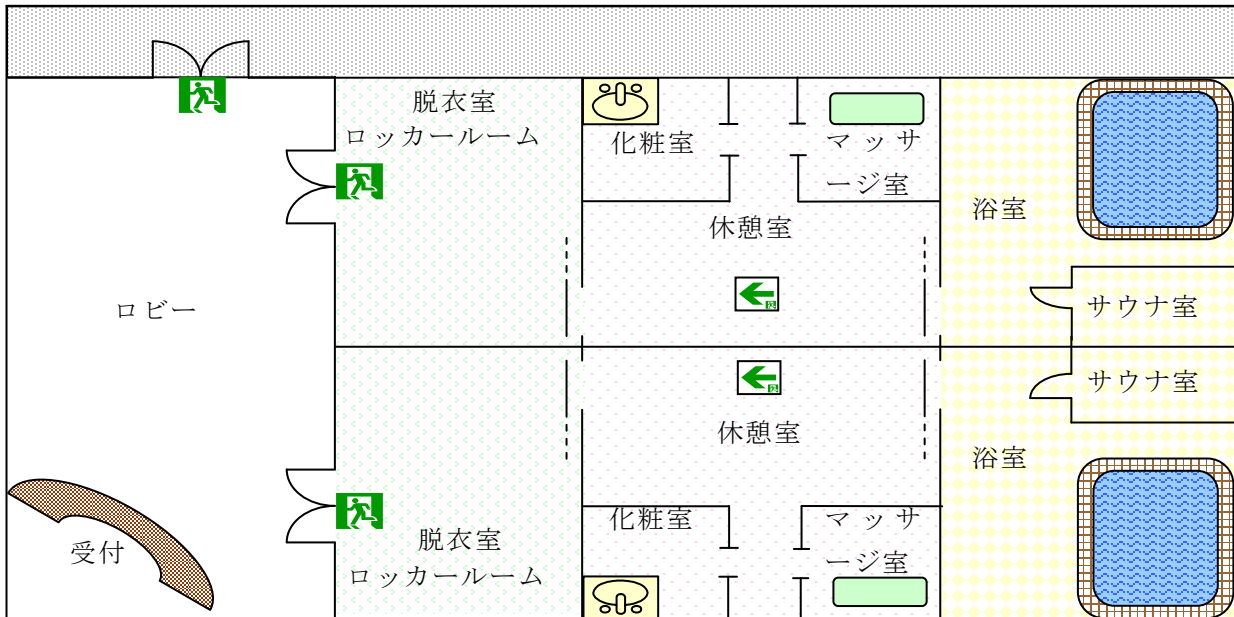 脱衣室
ロッカールーム
化粧室
マッサ
ージ室
浴室
休憩室
ロビー
サウナ室
サウナ室
休憩室
浴室
化粧室
マッサ
ージ室
受付
脱衣室
ロッカールーム